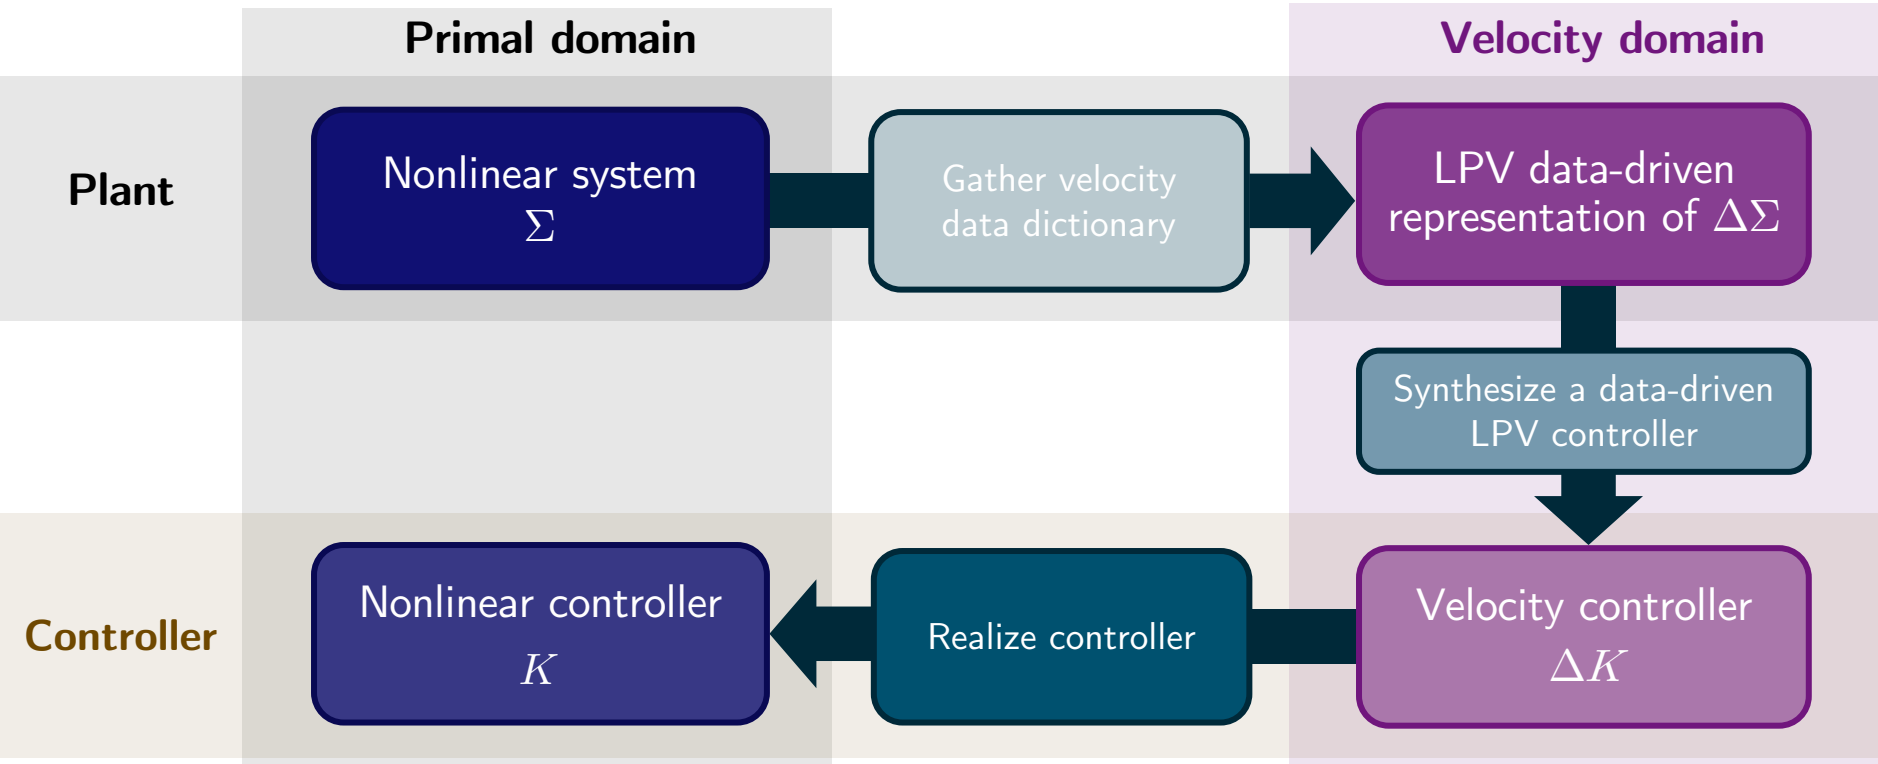 Primal domain
Velocity domain
Plant
Nonlinear system
Σ
Gather velocity
data dictionary
LPV data-driven
representation of ΔΣ
Synthesize a data-driven
LPV controller
Controller
Nonlinear controller
K
Realize controller
Velocity controller
ΔK